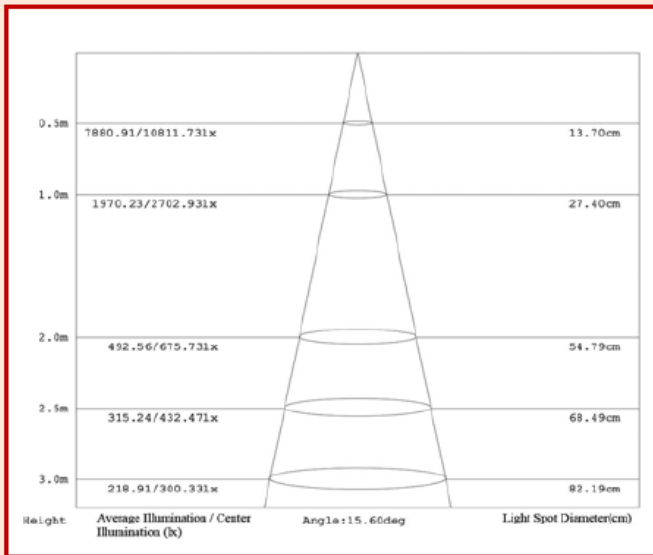 0.5m 7880.91/10811.73lx 13.70cm
1.0m 1970.23/2702.93lx 27.40cm
2.0m 492.56/675.73lx 54.79cm
2.5m 315.24/432.47lx 68.49cm
3.0m 218.91/300.33lx 82.19cm
Height Average Illumination / Center Angle:15.60deg Light Spot Diameter(cm)
Illumination (lx)